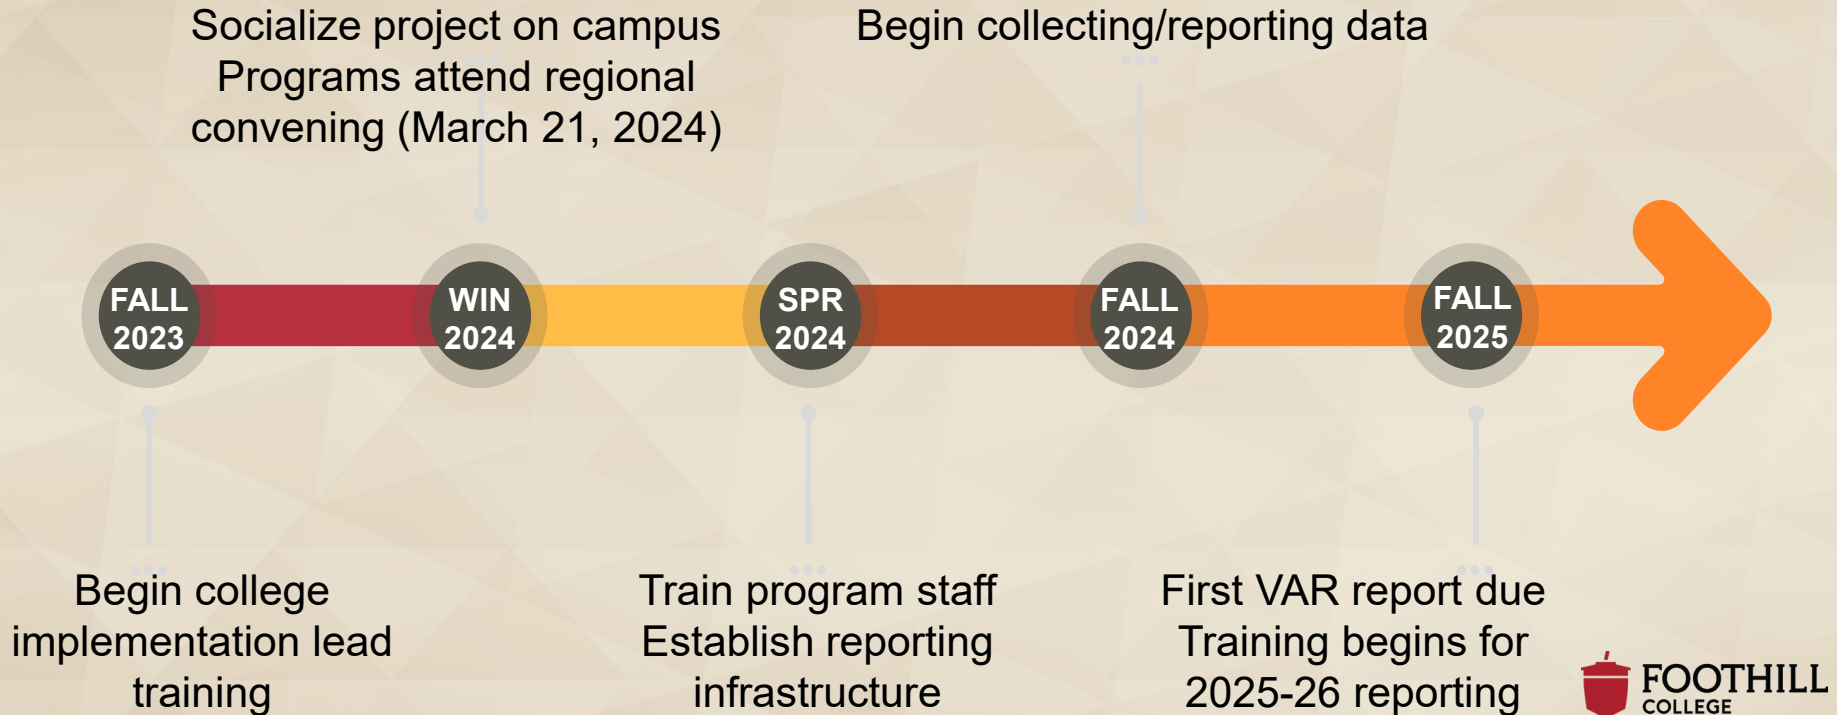 Socialize project on campus
Programs attend regional
convening (March 21, 2024)
Begin collecting/reporting data
FALL
2023
WIN
2024
SPR
2024
FALL
2024
FALL
2025
Begin college
implementation lead
training
Train program staff
Establish reporting
infrastructure
First VAR report due
Training begins for
2025-26 reporting
FOOTHILL
COLLEGE